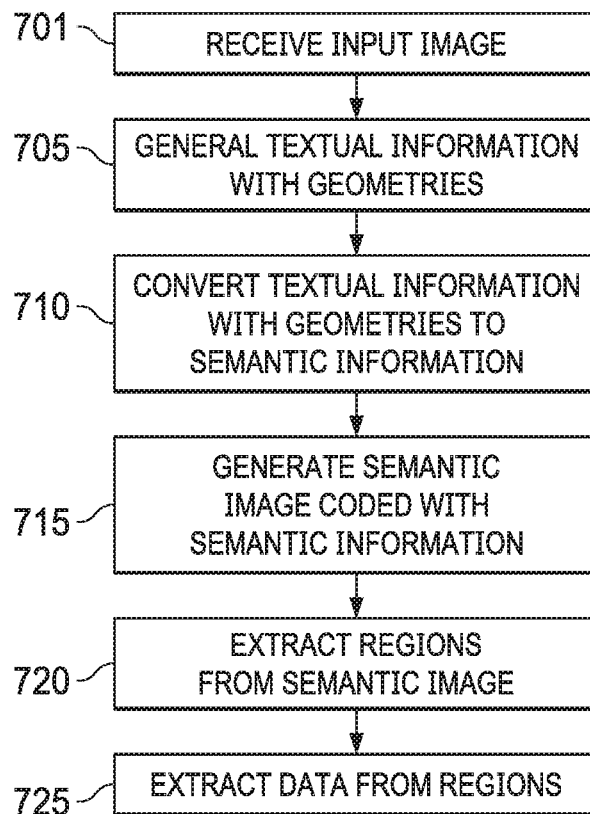 701
RECEIVE INPUT IMAGE
705
GENERAL TEXTUAL INFORMATION
WITH GEOMETRIES
710
CONVERT TEXTUAL INFORMATION
WITH GEOMETRIES TO
SEMANTIC INFORMATION
715
GENERATE SEMANTIC
IMAGE CODED WITH
SEMANTIC INFORMATION
720
EXTRACT REGIONS
FROM SEMANTIC IMAGE
725
EXTRACT DATA FROM REGIONS